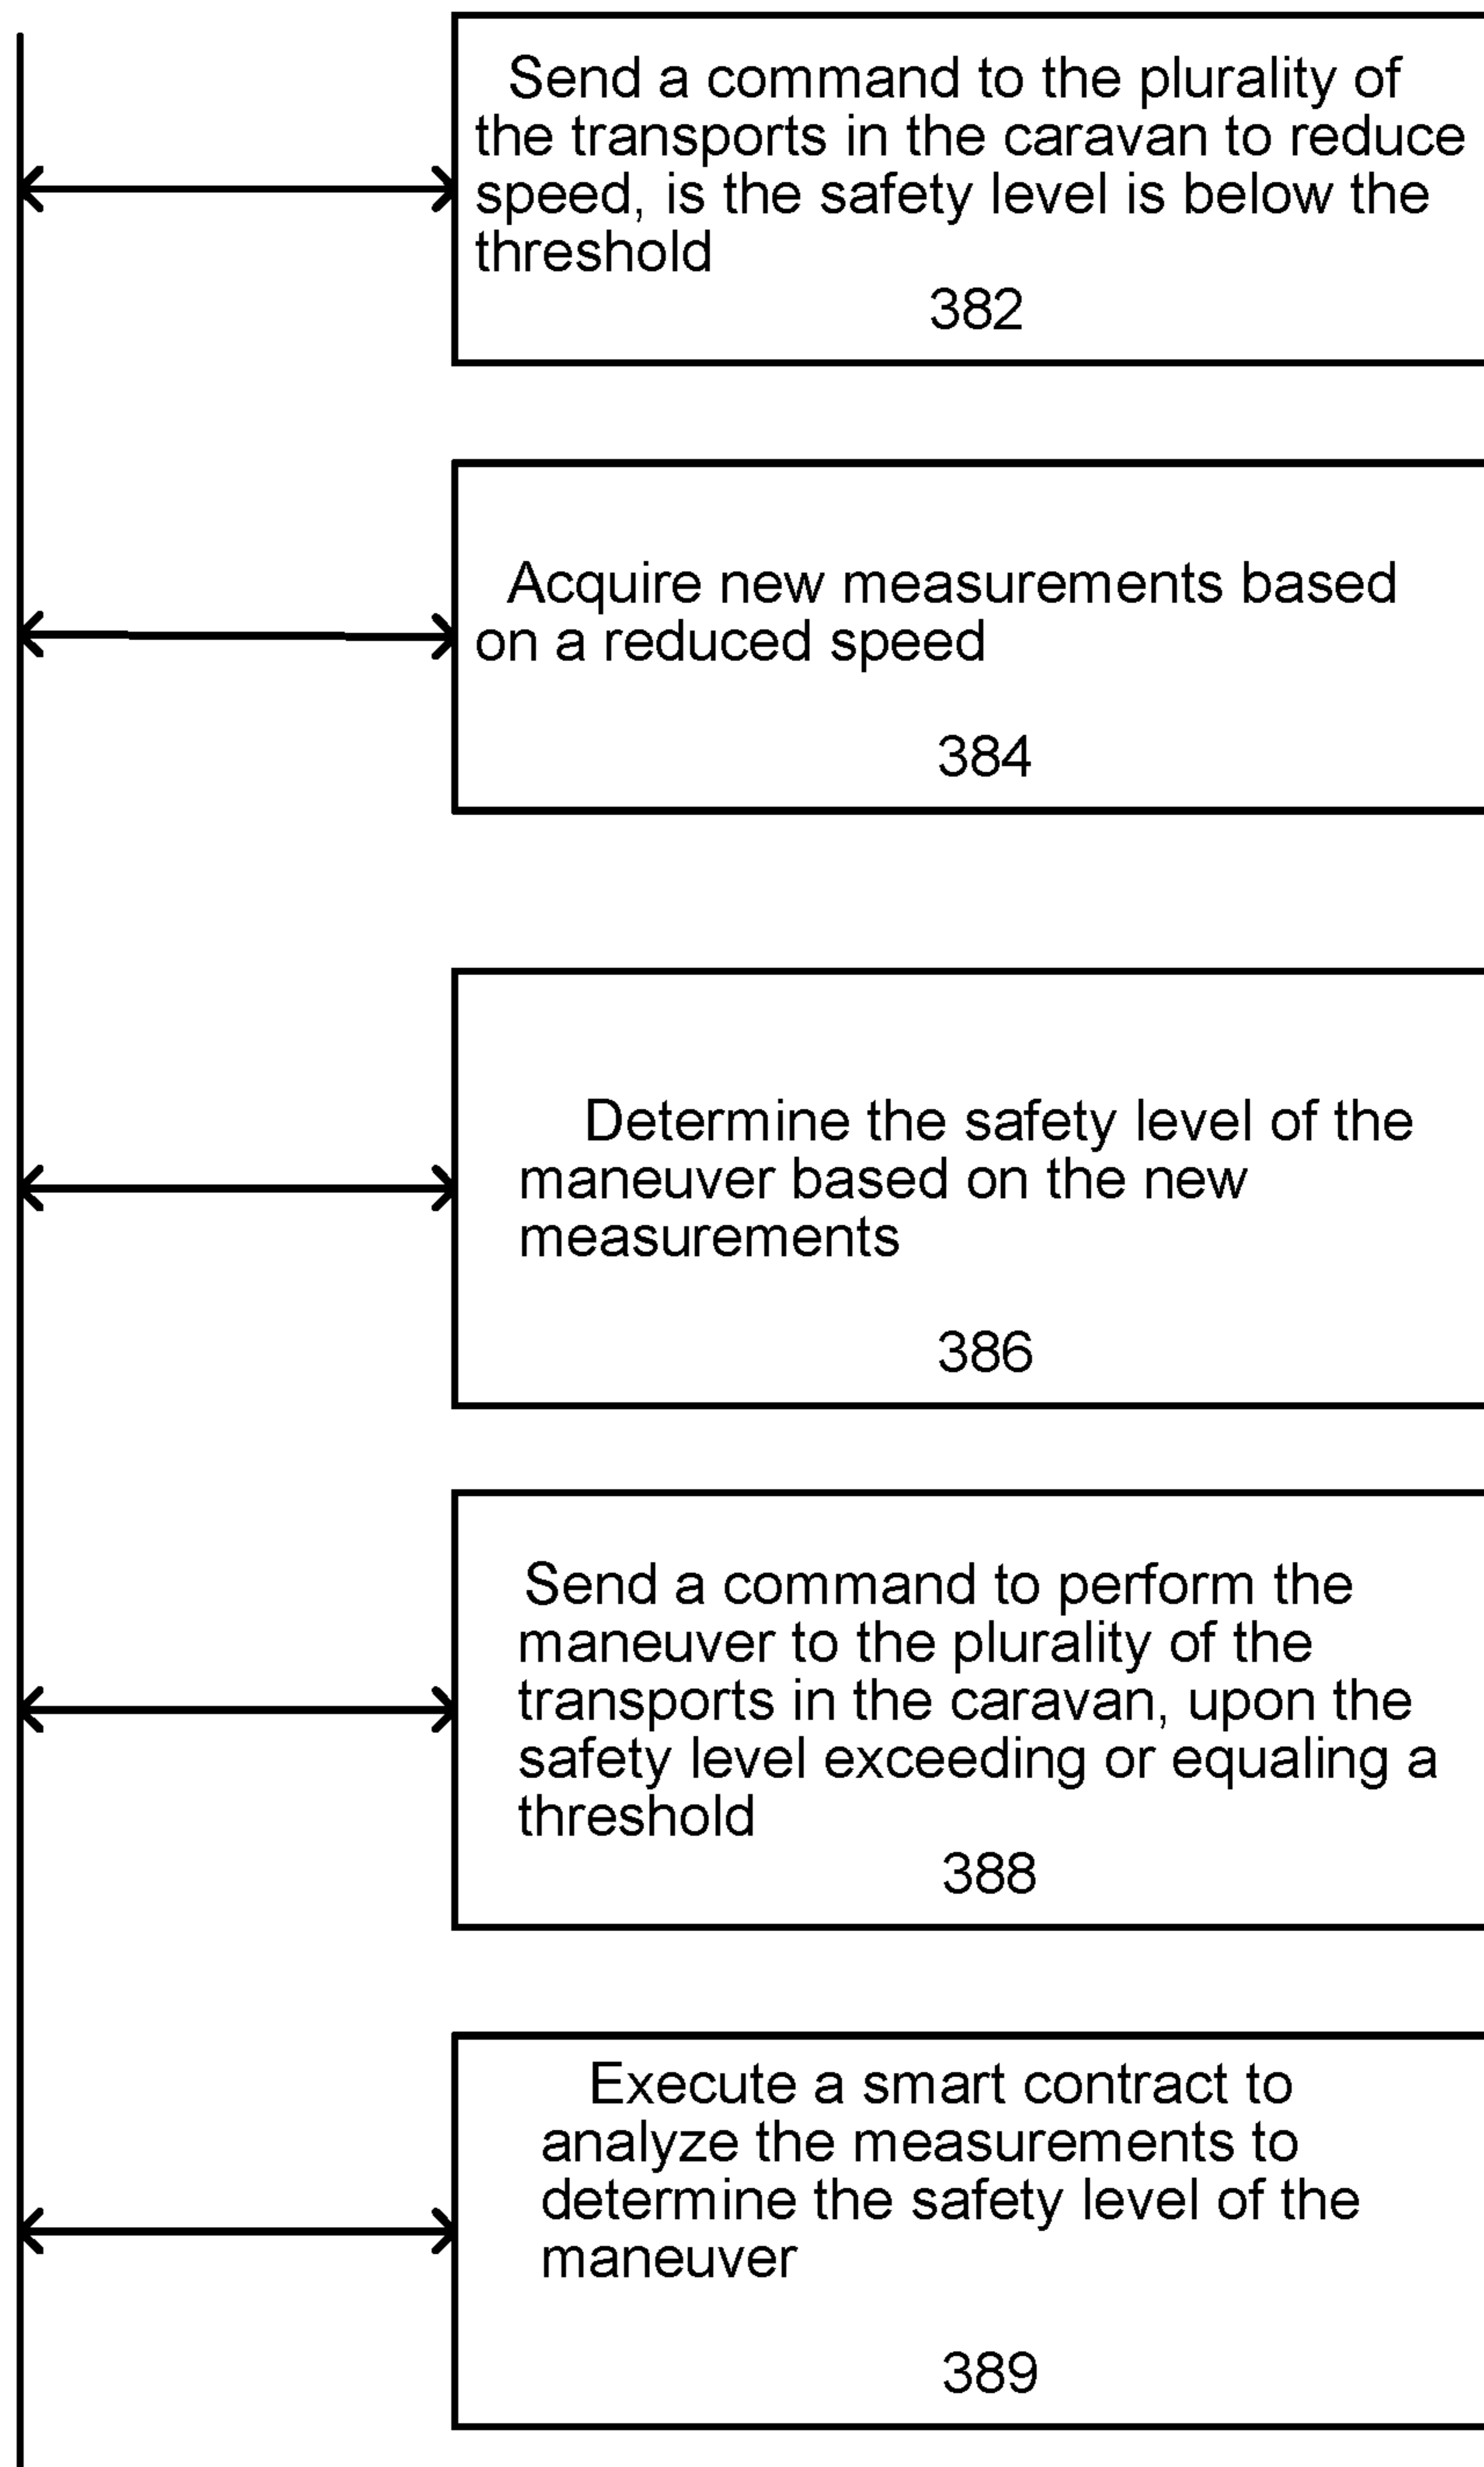 Send a command to the plurality of
the transports in the caravan to reduce
speed, is the safety level is below the
threshold
382
Acquire new measurements based
on a reduced speed
384
Determine the safety level of the
maneuver based on the new
measurements
386
Send a command to perform the
maneuver to the plurality of the
transports in the caravan, upon the
safety level exceeding or equaling a
threshold
388
Execute a smart contract to
analyze the measurements to
determine the safety level of the
maneuver
389